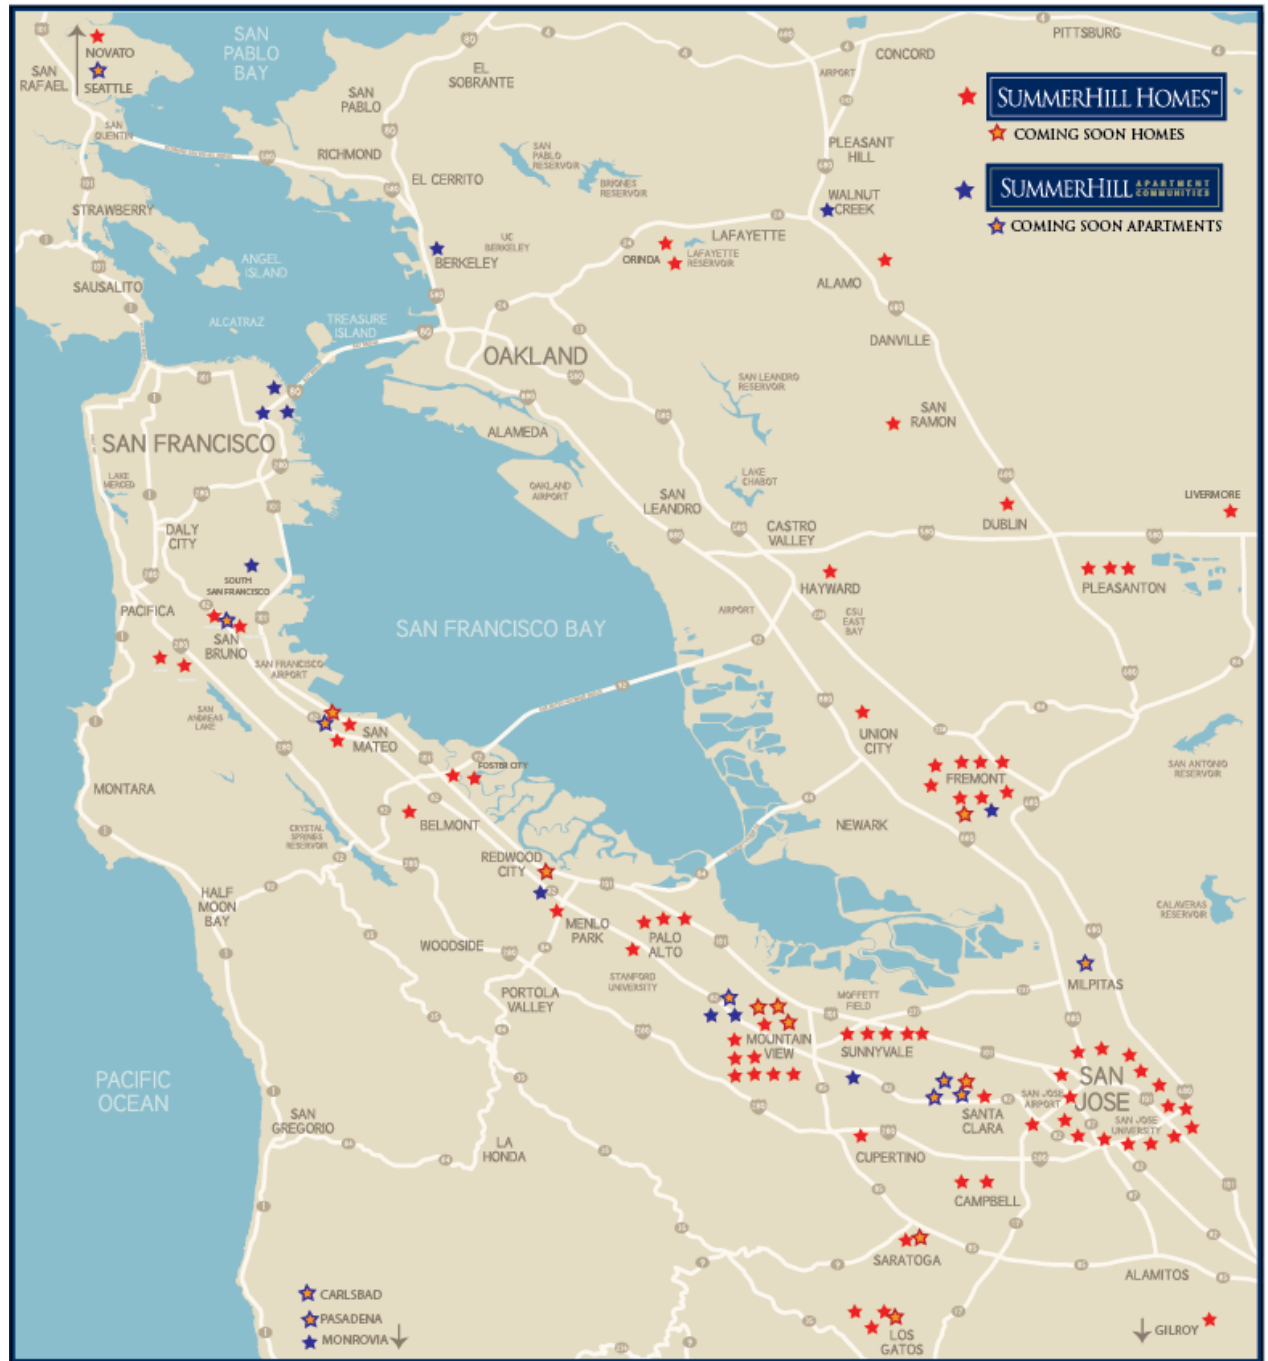 SAN
PABLO
BAY
NOVATO
SEATTLE
SAN
RAFAEL
SAN
QUENTIN
EL
SOBRANTE
SAN
PABLO
RICHMOND
EL CERRITO
CONCORD
PITTSBURG
AIRPORT
PLEASANT
HILL
SUMMERHILL HOMES℠
COMING SOON HOMES
SUMMERHILL APARTMENT
COMMUNITIES
COMING SOON APARTMENTS
SAN
PABLO
RESERVOIR
BRIONES
RESERVOIR
WALNUT
CREEK
STRAWBERRY
ANGEL
ISLAND
SAUSALITO
UC
BERKELEY
BERKELEY
ORINDA
LAFAYETTE
LAFAYETTE
RESERVOIR
ALAMO
ALCATRAZ
TREASURE
ISLAND
OAKLAND
DANVILLE
SAN LEANDRO
RESERVOIR
SAN
RAMON
SAN FRANCISCO
ALAMEDA
LAKE
MERCED
OAKLAND
AIRPORT
SAN
LEANDRO
LAKE
CHABOT
LIVERMORE
DALY
CITY
CASTRO
VALLEY
DUBLIN
SOUTH
SAN FRANCISCO
HAYWARD
PLEASANTON
PACIFICA
AIRPORT
CSU
EAST
BAY
SAN FRANCISCO BAY
SAN
BRUNO
SAN FRANCISCO
AIRPORT
SAN
ANDREAS
LAKE
SAN
MATEO
UNION
CITY
FOSTER CITY
FREMONT
SAN ANTONIO
RESERVOIR
MONTARA
BELMONT
NEWARK
CRYSTAL
SPRINGS
RESERVOIR
REDWOOD
CITY
HALF
MOON
BAY
MENLO
PARK
PALO
ALTO
CALAVERAS
RESERVOIR
WOODSIDE
STANFORD
UNIVERSITY
PORTOLA
VALLEY
MOFFETT
FIELD
MILPITAS
MOUNTAIN
VIEW
SUNNYVALE
PACIFIC
OCEAN
SAN
JOSE
SAN JOSE
AIRPORT
SAN JOSE
UNIVERSITY
SANTA
CLARA
SAN
GREGORIO
LA
HONDA
CUPERTINO
CAMPBELL
SARATOGA
ALAMITOS
CARLSBAD
PASADENA
MONROVIA
LOS
GATOS
GILROY